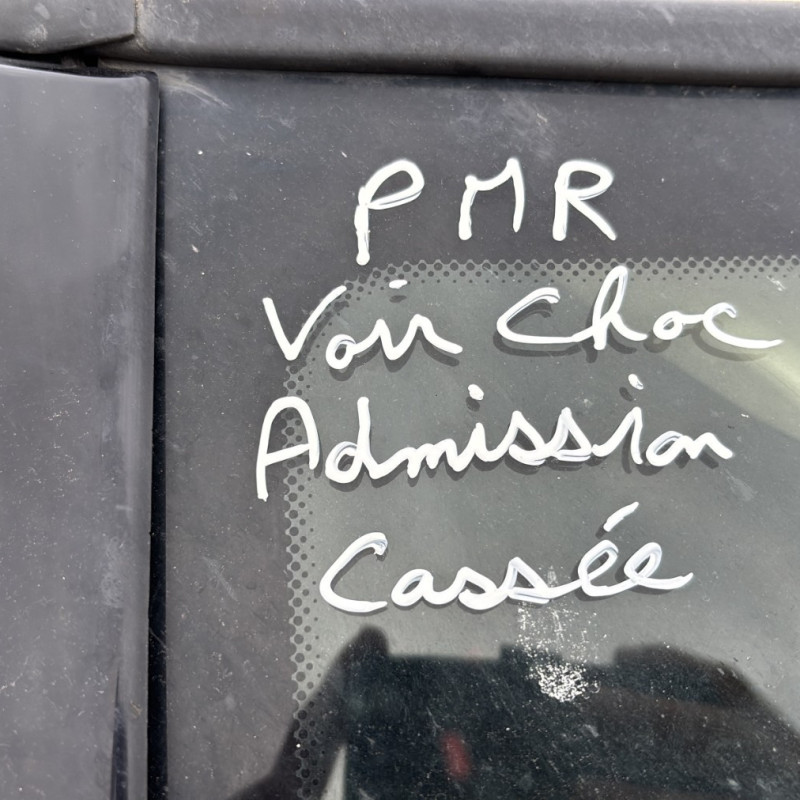 PMR
Voir Choc
Admission
Cassée